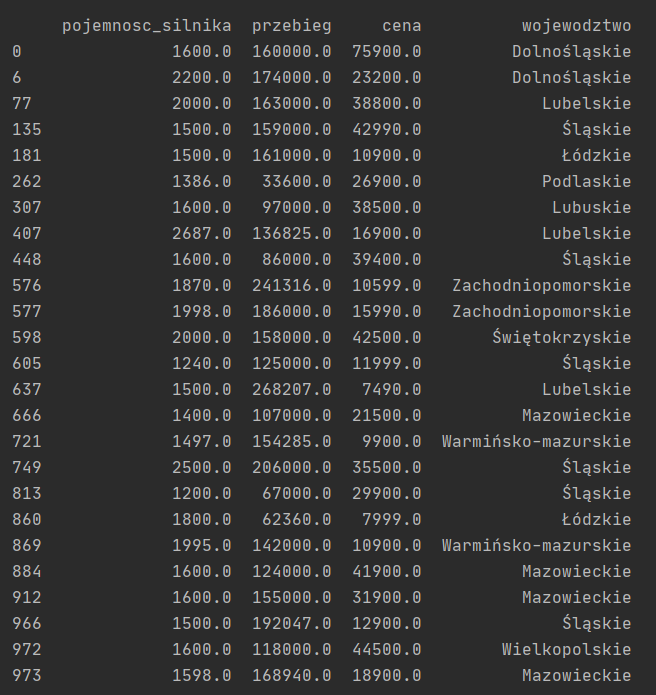 pojemnosc_silnika przebieg cena wojewodztwo
0 1600.0 160000.0 75900.0 Dolnośląskie
6 2200.0 174000.0 23200.0 Dolnośląskie
77 2000.0 163000.0 38800.0 Lubelskie
135 1500.0 159000.0 42990.0 Śląskie
181 1500.0 161000.0 10900.0 Łódzkie
262 1386.0 33600.0 26900.0 Podlaskie
307 1600.0 97000.0 38500.0 Lubuskie
407 2687.0 136825.0 16900.0 Lubelskie
448 1600.0 86000.0 39400.0 Śląskie
576 1870.0 241316.0 10599.0 Zachodniopomorskie
577 1998.0 186000.0 15990.0 Zachodniopomorskie
598 2000.0 158000.0 42500.0 Świętokrzyskie
605 1240.0 125000.0 11999.0 Śląskie
637 1500.0 268207.0 7490.0 Lubelskie
666 1400.0 107000.0 21500.0 Mazowieckie
721 1497.0 154285.0 9900.0 Warmińsko-mazurskie
749 2500.0 206000.0 35500.0 Śląskie
813 1200.0 67000.0 29900.0 Śląskie
860 1800.0 62360.0 7999.0 Łódzkie
869 1995.0 142000.0 10900.0 Warmińsko-mazurskie
884 1600.0 124000.0 41900.0 Mazowieckie
912 1600.0 155000.0 31900.0 Mazowieckie
966 1500.0 192047.0 12900.0 Śląskie
972 1600.0 118000.0 44500.0 Wielkopolskie
973 1598.0 168940.0 18900.0 Mazowieckie